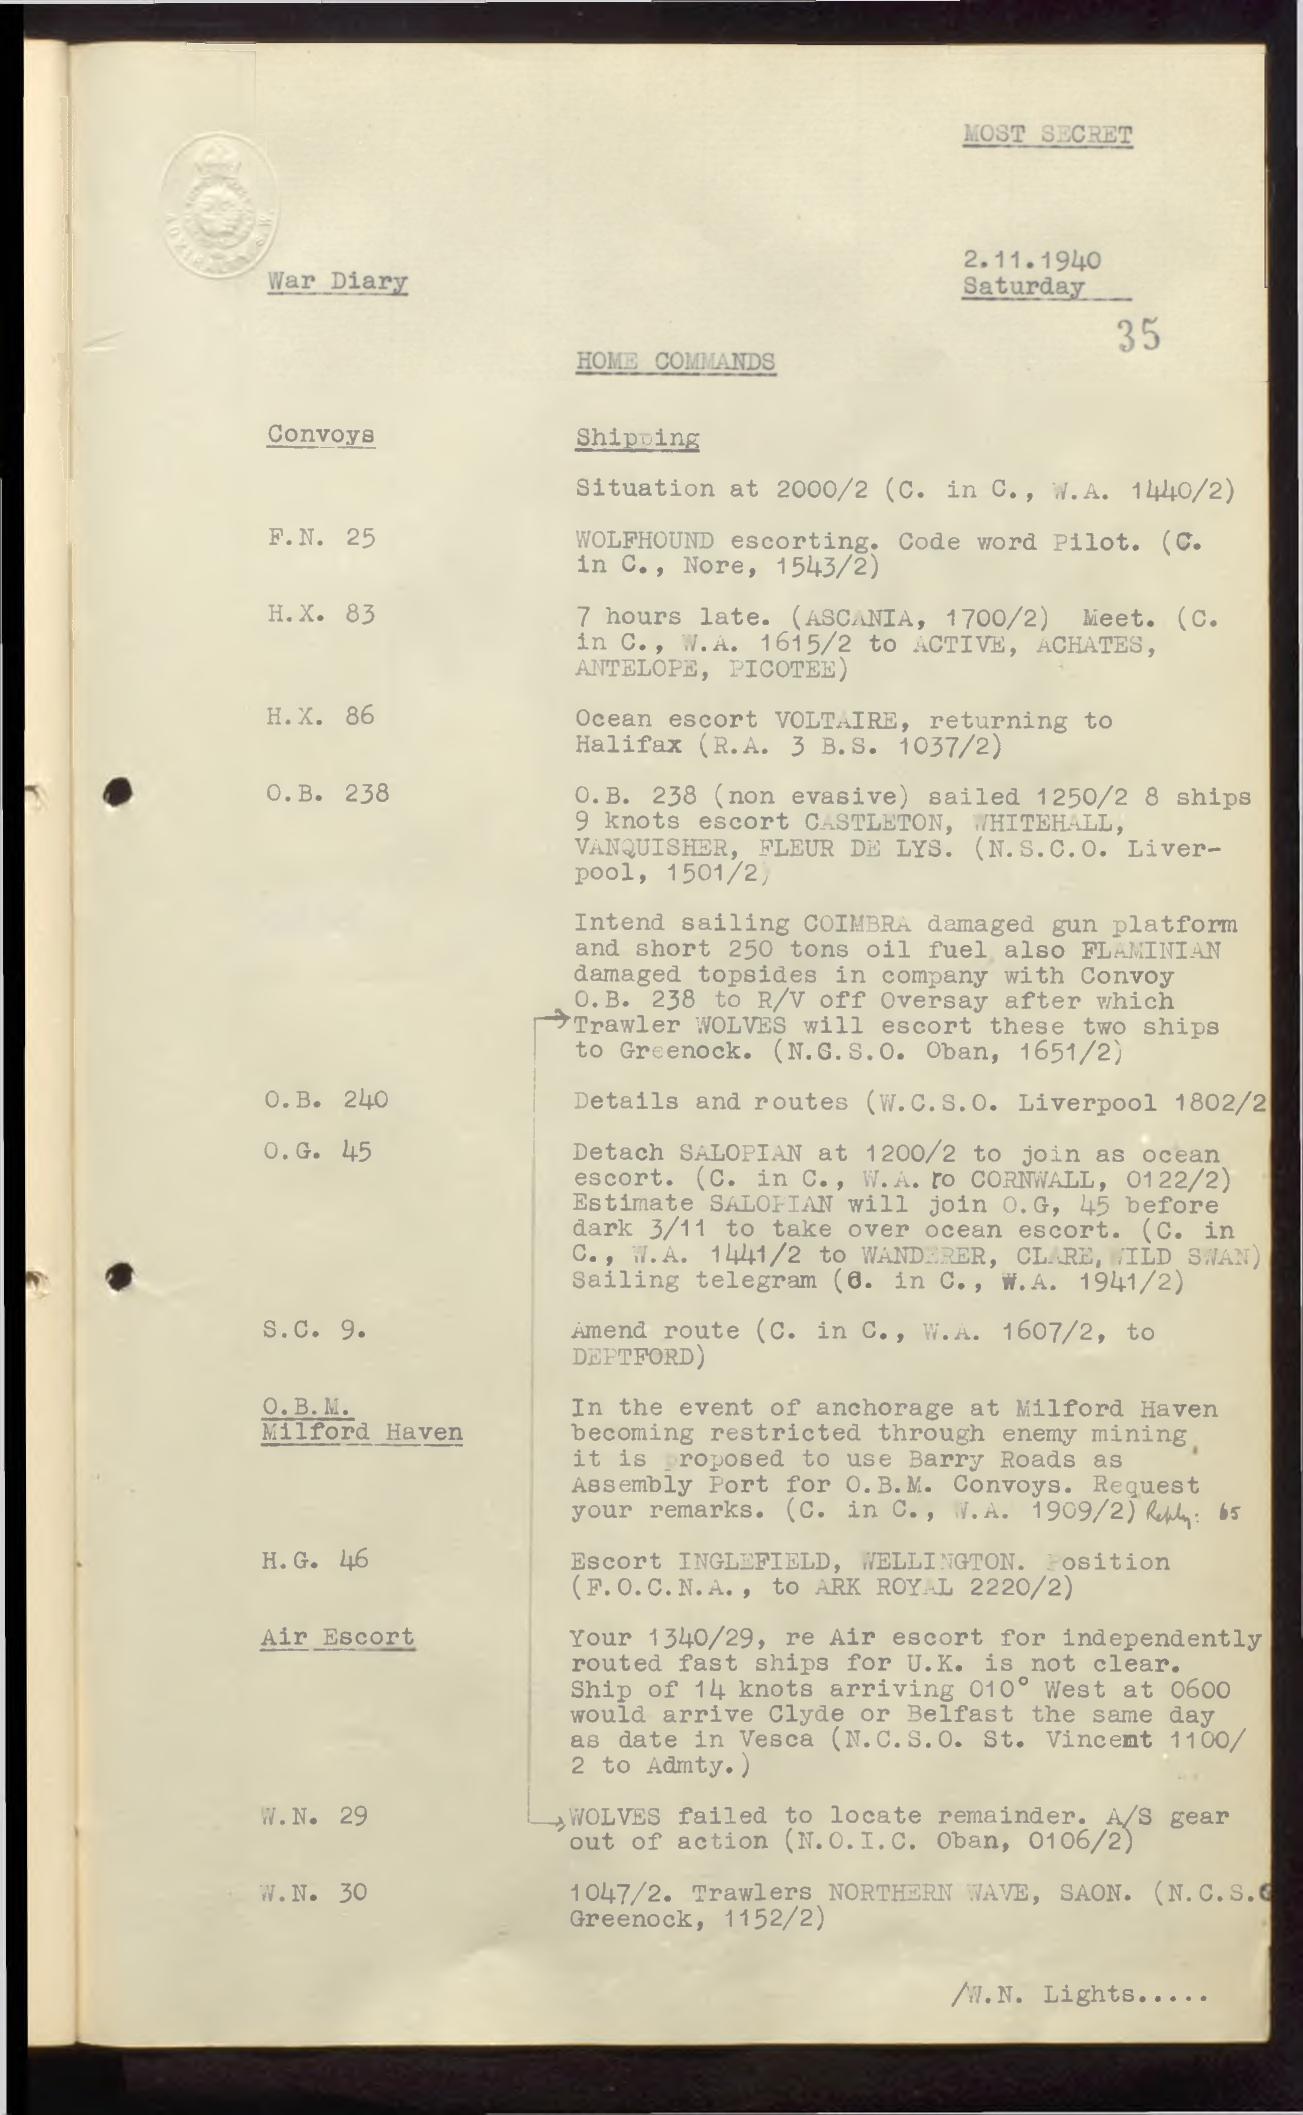 MOST SECRET
ADMIRALTY S.W.
2.11.1940
War Diary
Saturday
35
HOME COMMANDS
Convoys
Shipping
Situation at 2000/2 (C. in C., W.A. 1440/2)
F.N. 25
WOLFHOUND escorting. Code word Pilot. (C.
in C., Nore, 1543/2)
H.X. 83
7 hours late. (ASCANIA, 1700/2) Meet. (C.
in C., W.A. 1615/2 to ACTIVE, ACHATES,
ANTELOPE, PICOTEE)
H.X. 86
Ocean escort VOLTAIRE, returning to
Halifax (R.A. 3 B.S. 1037/2)
O.B. 238
O.B. 238 (non evasive) sailed 1250/2 8 ships
9 knots escort CASTLETON, WHITEHALL,
VANQUISHER, FLEUR DE LYS. (N.S.C.O. Liver-
pool, 1501/2)
Intend sailing COIMBRA damaged gun platform
and short 250 tons oil fuel also FLAMINIAN
damaged topsides in company with Convoy
O.B. 238 to R/V off Oversay after which
Trawler WOLVES will escort these two ships
to Greenock. (N.C.S.O. Oban, 1651/2)
O.B. 240
Details and routes (W.C.S.O. Liverpool 1802/2
O.G. 45
Detach SALOPIAN at 1200/2 to join as ocean
escort. (C. in C., W.A. to CORNWALL, 0122/2)
Estimate SALOPIAN will join O.G, 45 before
dark 3/11 to take over ocean escort. (C. in
C., W.A. 1441/2 to WANDERER, CLARE, WILD SWAN)
Sailing telegram (C. in C., W.A. 1941/2)
S.C. 9.
Amend route (C. in C., W.A. 1607/2, to
DEPTFORD)
O.B.M.
Milford Haven
In the event of anchorage at Milford Haven
becoming restricted through enemy mining,
it is proposed to use Barry Roads as
Assembly Port for O.B.M. Convoys. Request
your remarks. (C. in C., W.A. 1909/2) Reply: 65
H.G. 46
Escort INGLEFIELD, WELLINGTON. Position
(F.O.C.N.A., to ARK ROYAL 2220/2)
Air Escort
Your 1340/29, re Air escort for independently
routed fast ships for U.K. is not clear.
Ship of 14 knots arriving 010° West at 0600
would arrive Clyde or Belfast the same day
as date in Vesca (N.C.S.O. St. Vincent 1100/
2 to Admty.)
W.N. 29
WOLVES failed to locate remainder. A/S gear
out of action (N.O.I.C. Oban, 0106/2)
W.N. 30
1047/2. Trawlers NORTHERN WAVE, SAON. (N.C.S.O
Greenock, 1152/2)
/W.N. Lights.....